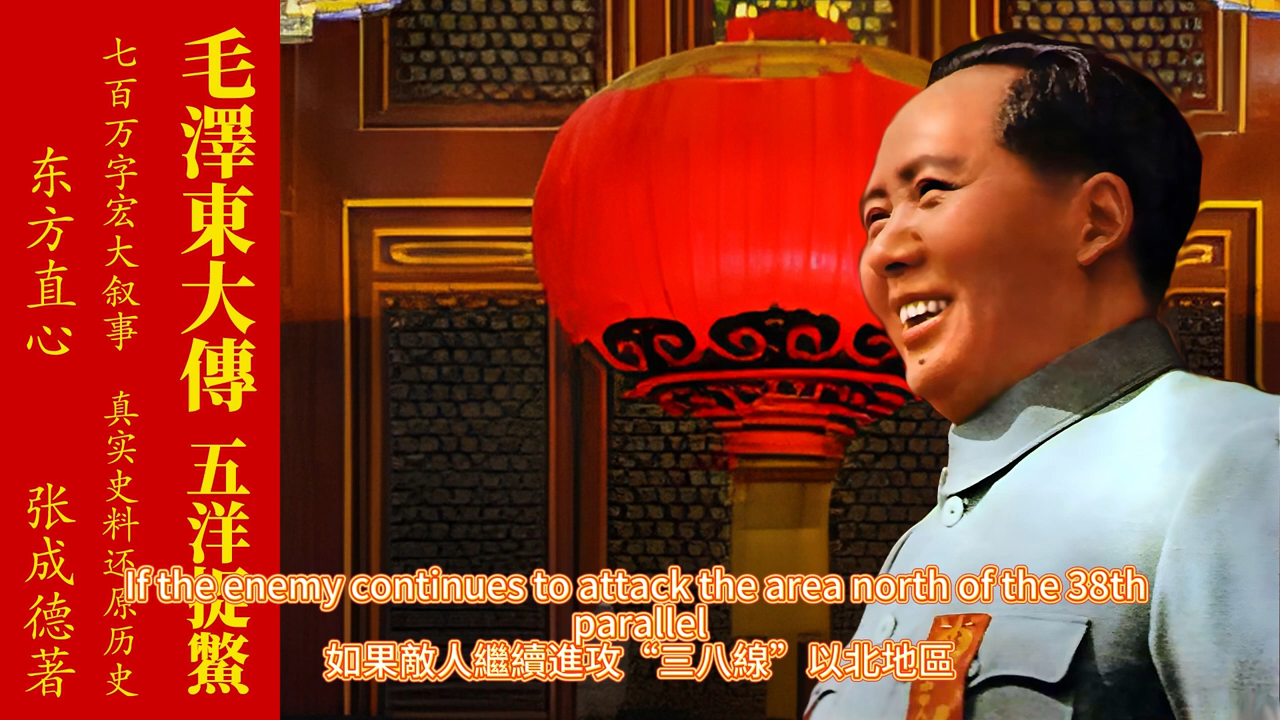 毛澤東大傳 五洋捉鱉
七百万字宏大叙事 真实史料还原历史
东方直心 张成德著
If the enemy continues to attack the area north of the 38th
parallel
如果敵人繼續進攻“三八線”以北地區